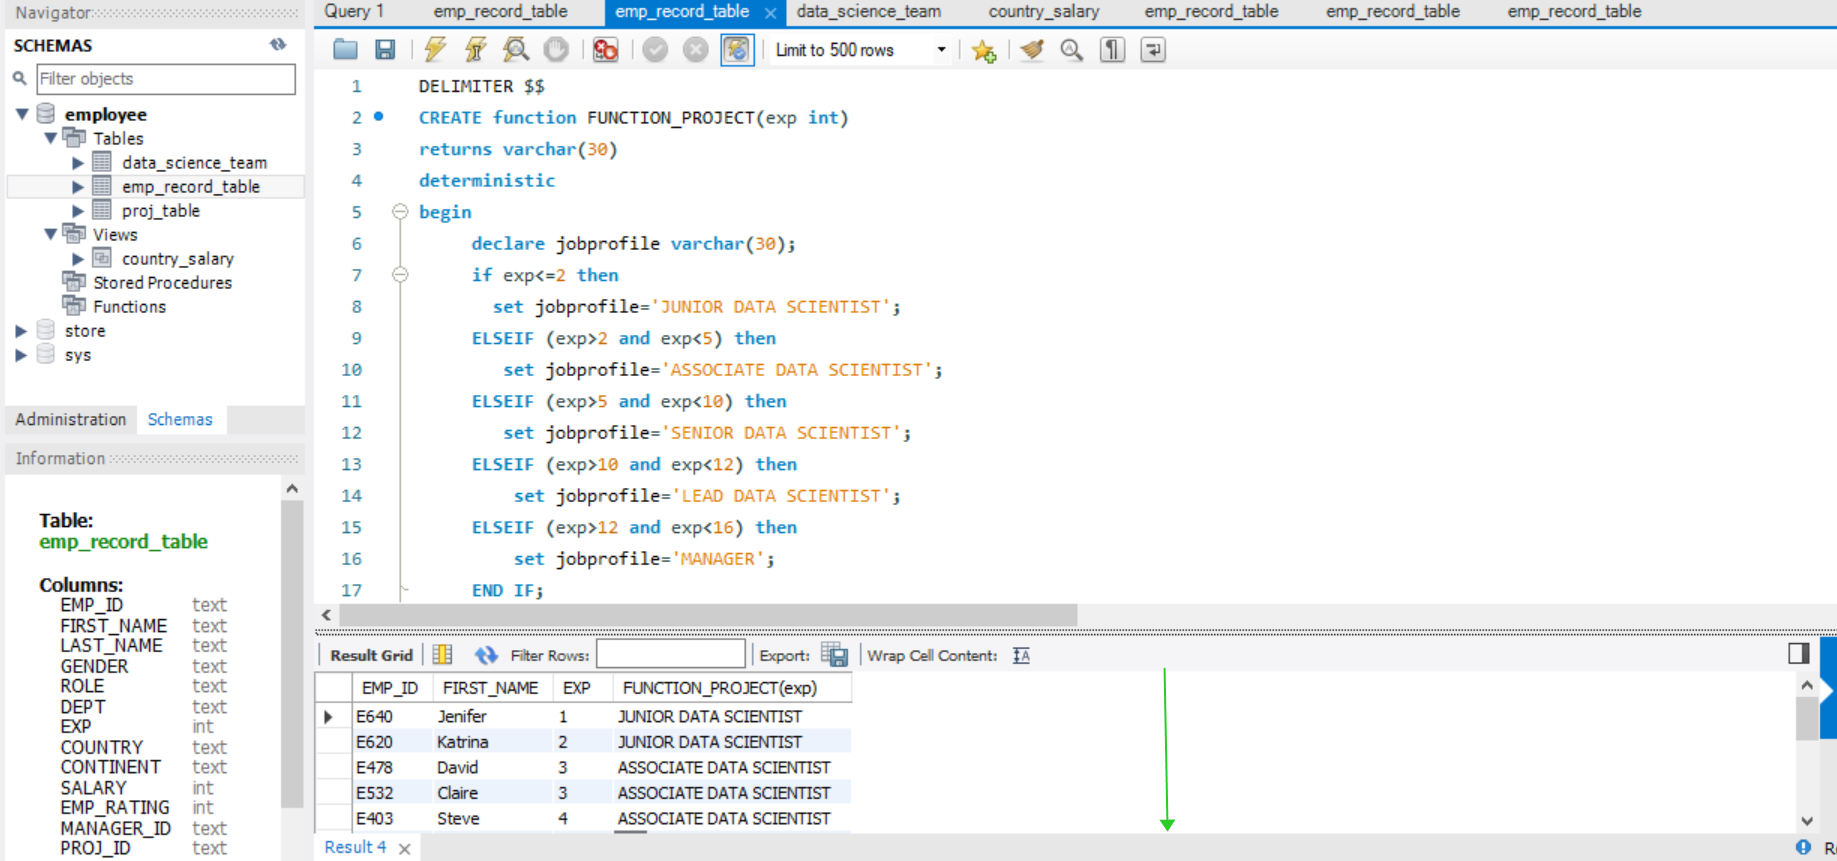 Navigator
SCHEMAS
Filter objects
employee
Tables
data_science_team
emp_record_table
proj_table
Views
country_salary
Stored Procedures
Functions
store
sys
Administration Schemas
Information
Table:
emp_record_table
Columns:
EMP_ID text
FIRST_NAME text
LAST_NAME text
GENDER text
ROLE text
DEPT text
EXP int
COUNTRY text
CONTINENT text
SALARY int
EMP_RATING int
MANAGER_ID text
PROJ_ID text
Query 1 emp_record_table emp_record_table data_science_team country_salary emp_record_table emp_record_table emp_record_table
Limit to 500 rows
1 DELIMITER $$
2 CREATE function FUNCTION_PROJECT(exp int)
3 returns varchar(30)
4 deterministic
5 begin
6 declare jobprofile varchar(30);
7 if exp<=2 then
8 set jobprofile='JUNIOR DATA SCIENTIST';
9 ELSEIF (exp>2 and exp<5) then
10 set jobprofile='ASSOCIATE DATA SCIENTIST';
11 ELSEIF (exp>5 and exp<10) then
12 set jobprofile='SENIOR DATA SCIENTIST';
13 ELSEIF (exp>10 and exp<12) then
14 set jobprofile='LEAD DATA SCIENTIST';
15 ELSEIF (exp>12 and exp<16) then
16 set jobprofile='MANAGER';
17 END IF;
Result Grid Filter Rows: Export: Wrap Cell Content:
EMP_ID FIRST_NAME EXP FUNCTION_PROJECT(exp)
E640 Jenifer 1 JUNIOR DATA SCIENTIST
E620 Katrina 2 JUNIOR DATA SCIENTIST
E478 David 3 ASSOCIATE DATA SCIENTIST
E532 Claire 3 ASSOCIATE DATA SCIENTIST
E403 Steve 4 ASSOCIATE DATA SCIENTIST
Result 4